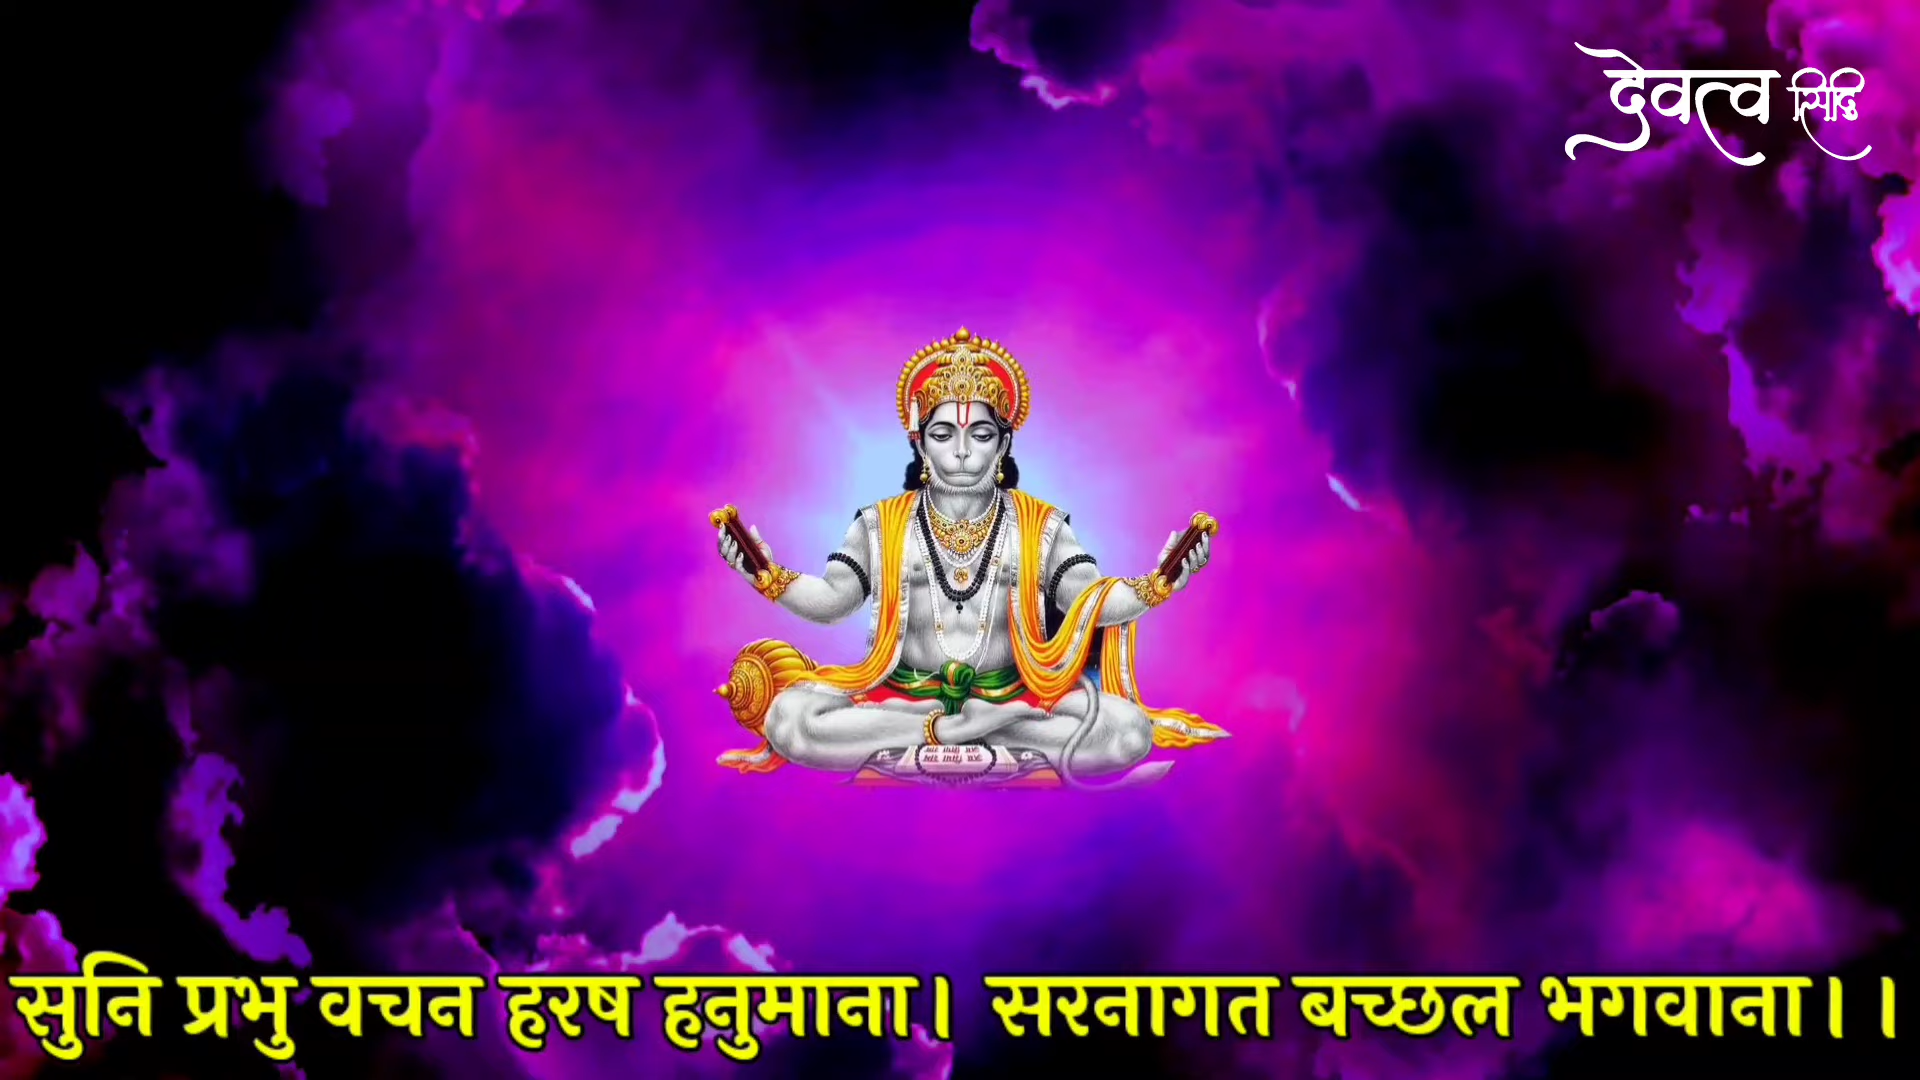 देवत्व सिद्धि
सुनि प्रभु वचन हरष हनुमाना। सरनागत बच्छल भगवाना।।